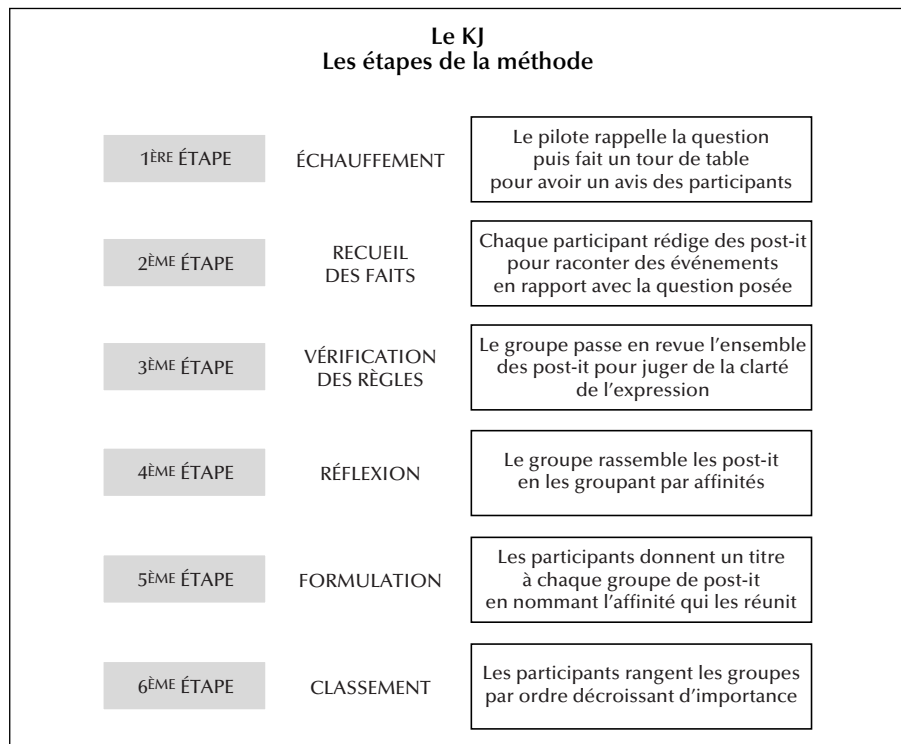 Le KJ
Les étapes de la méthode
1ÈRE ÉTAPE
ÉCHAUFFEMENT
Le pilote rappelle la question
puis fait un tour de table
pour avoir un avis des participants
2ÈME ÉTAPE
RECUEIL
DES FAITS
Chaque participant rédige des post-it
pour raconter des événements
en rapport avec la question posée
3ÈME ÉTAPE
VÉRIFICATION
DES RÈGLES
Le groupe passe en revue l’ensemble
des post-it pour juger de la clarté
de l’expression
4ÈME ÉTAPE
RÉFLEXION
Le groupe rassemble les post-it
en les groupant par affinités
5ÈME ÉTAPE
FORMULATION
Les participants donnent un titre
à chaque groupe de post-it
en nommant l’affinité qui les réunit
6ÈME ÉTAPE
CLASSEMENT
Les participants rangent les groupes
par ordre décroissant d’importance